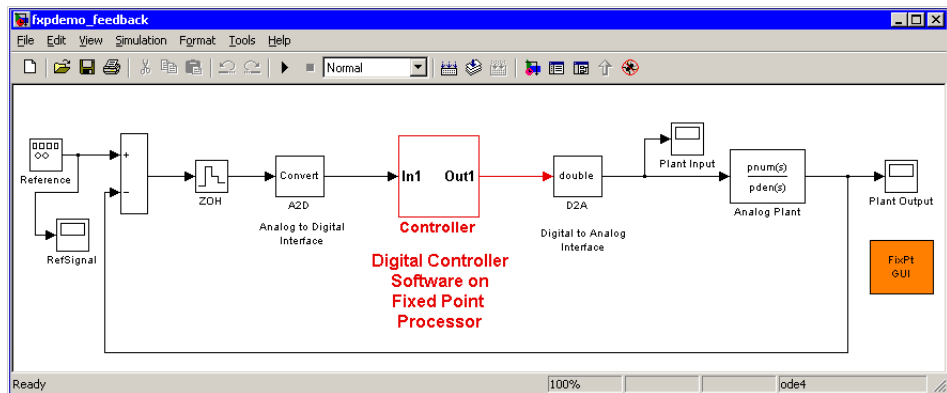 fxpdemo_feedback
File Edit View Simulation Format Tools Help
Normal
Reference
RefSignal
+
−
ZOH
Convert
A2D
Analog to Digital
Interface
In1 Out1
Controller
Digital Controller
Software on
Fixed Point
Processor
double
D2A
Digital to Analog
Interface
Plant Input
pnum(s)
pden(s)
Analog Plant
Plant Output
FixPt
GUI
Ready 100% ode4